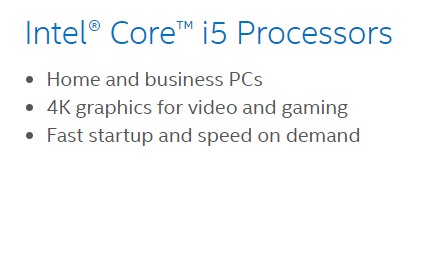 Intel® Core™ i5 Processors
• Home and business PCs
• 4K graphics for video and gaming
• Fast startup and speed on demand